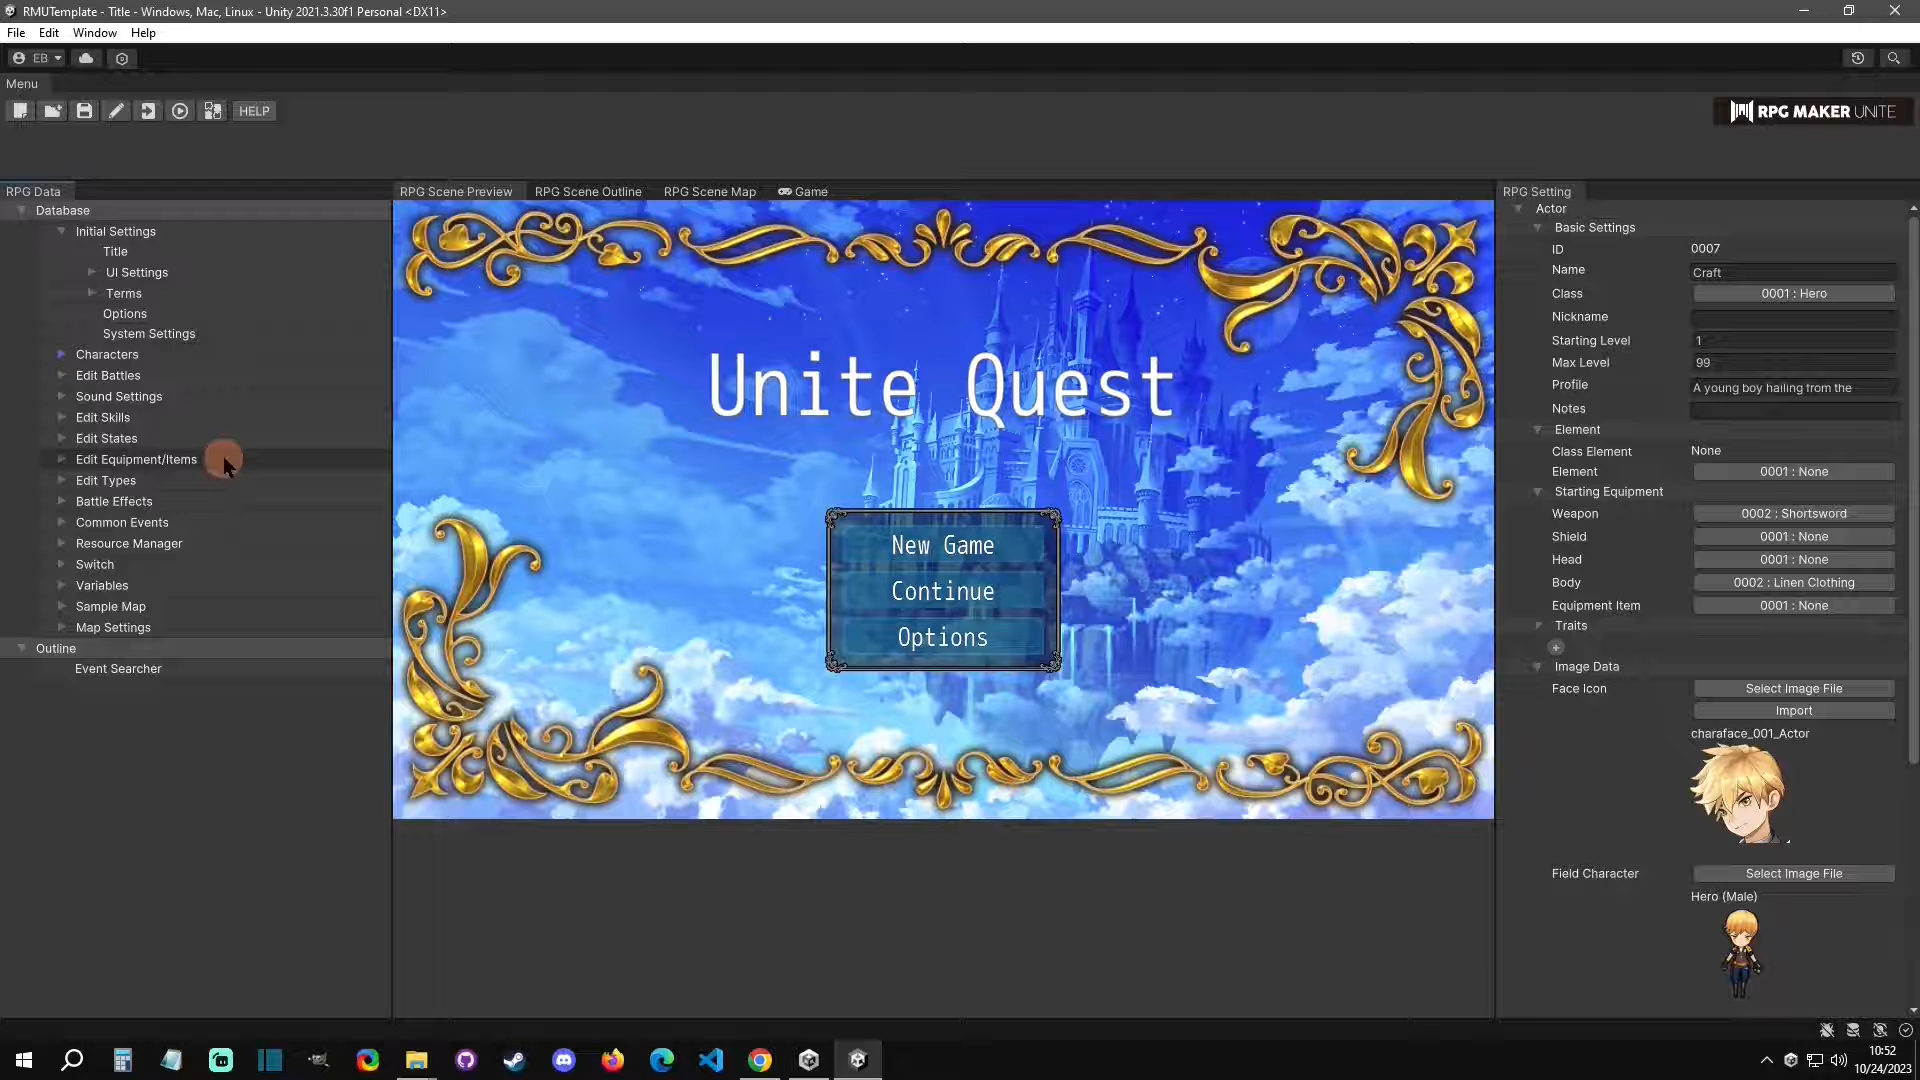 RMUTemplate - Title - Windows, Mac, Linux - Unity 2021.3.30f1 Personal <DX11>
File Edit Window Help
EB
Menu
HELP
RPG MAKER UNITE
RPG Data
Database
Initial Settings
Title
UI Settings
Terms
Options
System Settings
Characters
Edit Battles
Sound Settings
Edit Skills
Edit States
Edit Equipment/Items
Edit Types
Battle Effects
Common Events
Resource Manager
Switch
Variables
Sample Map
Map Settings
Outline
Event Searcher
RPG Scene Preview RPG Scene Outline RPG Scene Map Game
Unite Quest
New Game
Continue
Options
RPG Setting
Actor
Basic Settings
ID 0007
Name Craft
Class 0001 : Hero
Nickname
Starting Level 1
Max Level 99
Profile A young boy hailing from the
Notes
Element
Class Element None
Element 0001 : None
Starting Equipment
Weapon 0002 : Shortsword
Shield 0001 : None
Head 0001 : None
Body 0002 : Linen Clothing
Equipment Item 0001 : None
Traits
+
Image Data
Face Icon Select Image File
Import
charaface_001_Actor
Field Character Select Image File
Hero (Male)
10:52
10/24/2023